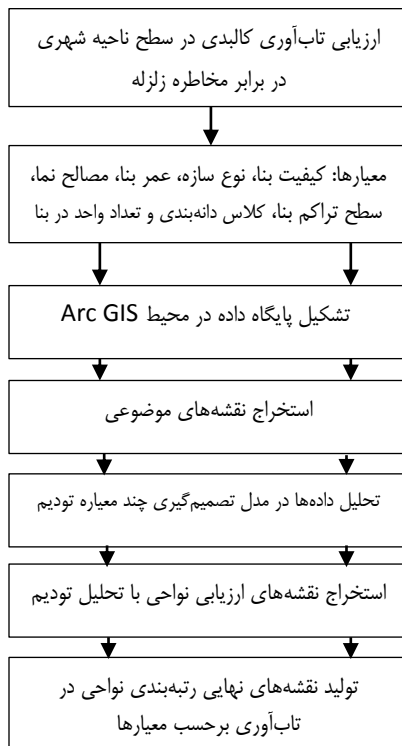 ارزیابی تاب‌آوری کالبدی در سطح ناحیه شهری
در برابر مخاطره زلزله
معیارها: کیفیت بنا، نوع سازه، عمر بنا، مصالح نما،
سطح تراکم بنا، کلاس دانه‌بندی و تعداد واحد در بنا
تشکیل پایگاه داده در محیط Arc GIS
استخراج نقشه‌های موضوعی
تحلیل داده‌ها در مدل تصمیم‌گیری چند معیاره تودیم
استخراج نقشه‌های ارزیابی نواحی با تحلیل تودیم
تولید نقشه‌های نهایی رتبه‌بندی نواحی در
تاب‌آوری برحسب معیارها